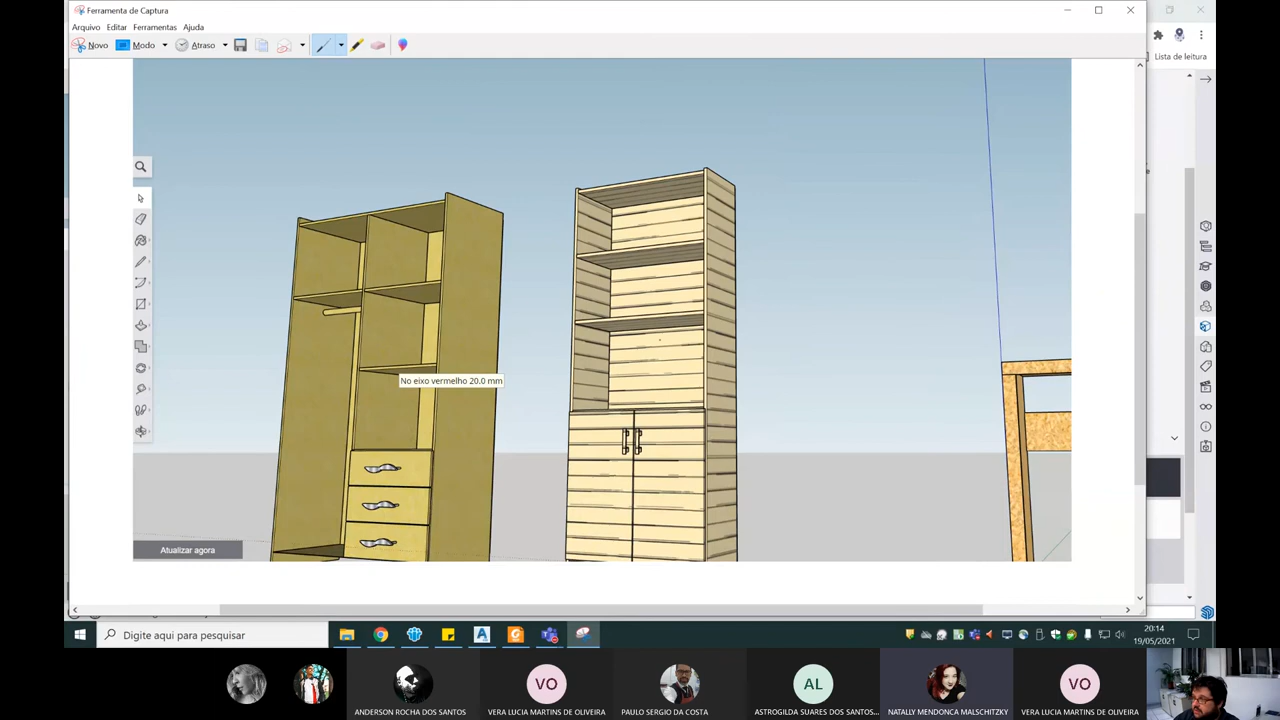 Ferramenta de Captura
Arquivo Editar Ferramentas Ajuda
Novo Modo Atraso
Lista de leitura
No eixo vermelho 20.0 mm
Atualizar agora
Digite aqui para pesquisar
20:14
19/05/2021
ANDERSON ROCHA DOS SANTOS
VO
VERA LUCIA MARTINS DE OLIVEIRA
PAULO SERGIO DA COSTA
AL
ASTROGILDA SUARES DOS SANTOS...
NATALLY MENDONCA MALSCHITZKY
VO
VERA LUCIA MARTINS DE OLIVEIRA